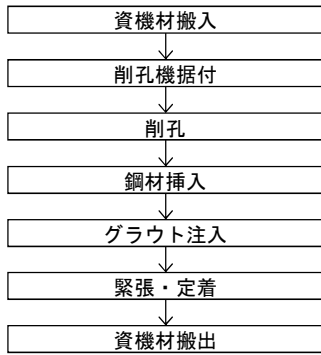 資機材搬入
削孔機据付
削孔
鋼材挿入
グラウト注入
緊張・定着
資機材搬出